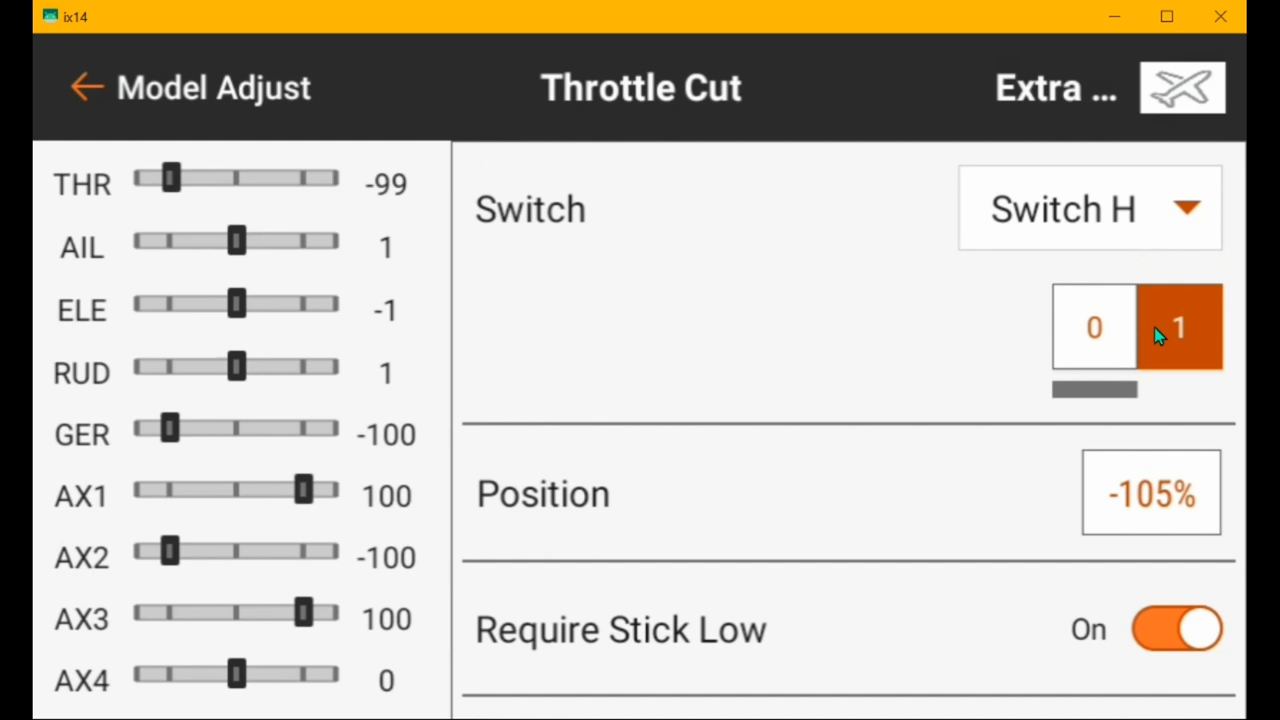 ix14
Model Adjust
Throttle Cut
Extra ...
THR -99
AIL 1
ELE -1
RUD 1
GER -100
AX1 100
AX2 -100
AX3 100
AX4 0
Switch
Switch H
0 1
Position
-105%
Require Stick Low
On